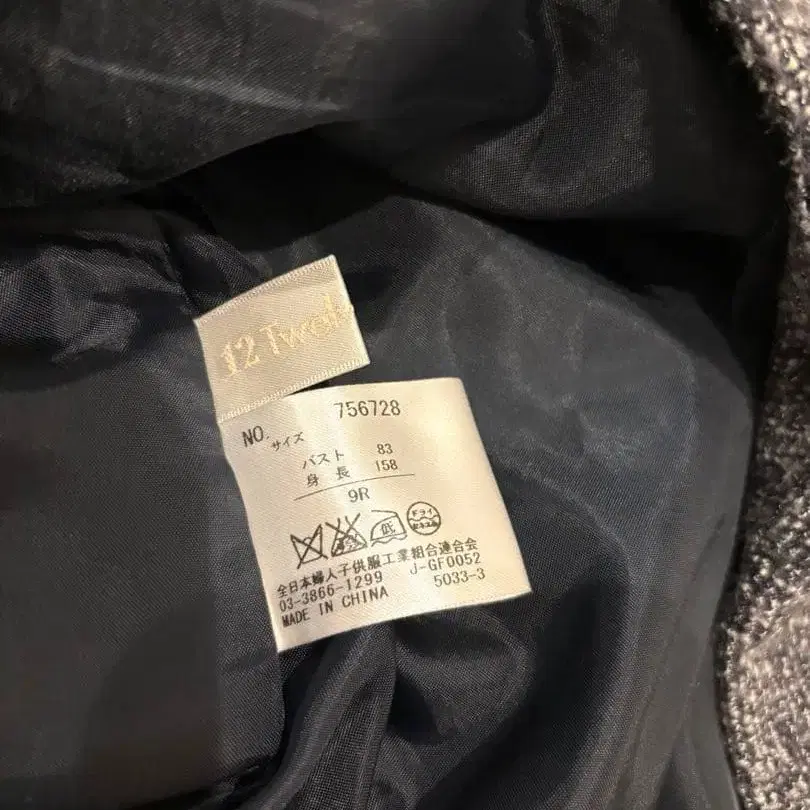 12 Twel
NO. 756728
サイズ
バスト 83
身長 158
9R
低 ドライ
全日本婦人子供服工業組合連合会
03-3866-1299 J-GF0052
MADE IN CHINA 5033-3